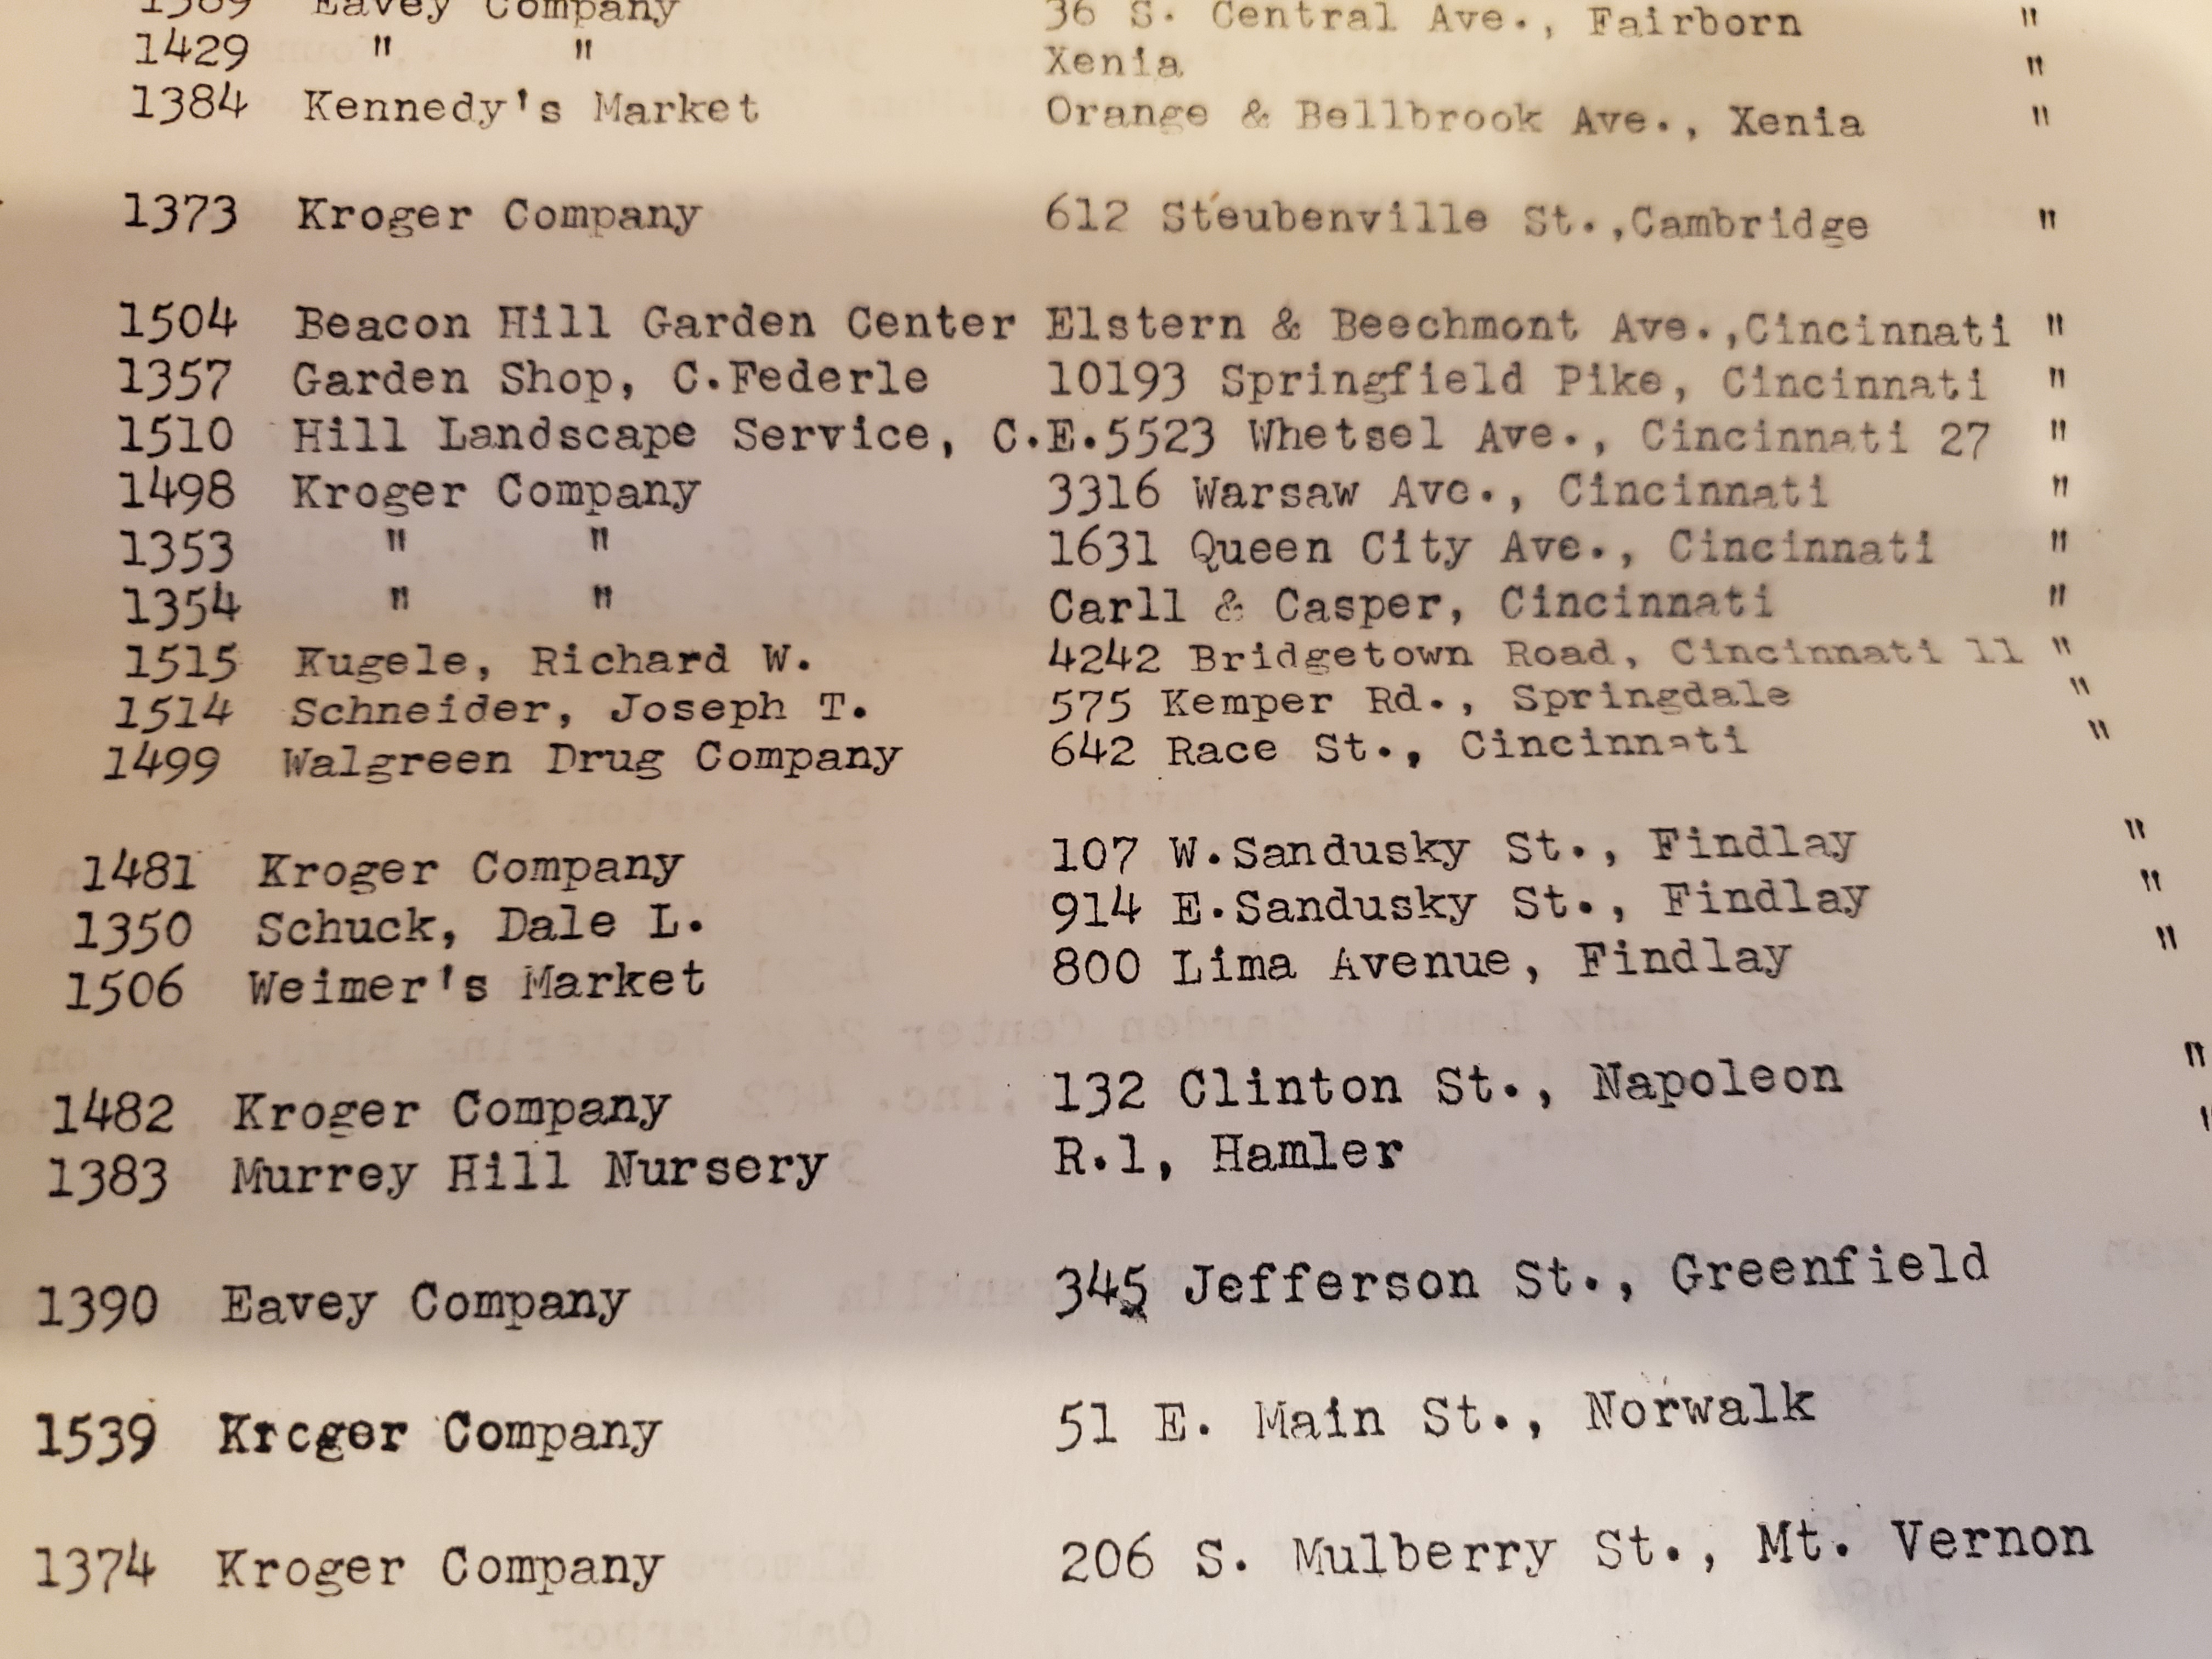 1389 Eavey Company 36 S. Central Ave., Fairborn "
1429 " " Xenia "
1384 Kennedy's Market Orange & Bellbrook Ave., Xenia "
1373 Kroger Company 612 Steubenville St.,Cambridge "
1504 Beacon Hill Garden Center Elstern & Beechmont Ave.,Cincinnati "
1357 Garden Shop, C.Federle 10193 Springfield Pike, Cincinnati "
1510 Hill Landscape Service, C.E.5523 Whetsel Ave., Cincinnati 27 "
1498 Kroger Company 3316 Warsaw Ave., Cincinnati "
1353 " " 1631 Queen City Ave., Cincinnati "
1354 " " Carll & Casper, Cincinnati "
1515 Kugele, Richard W. 4242 Bridgetown Road, Cincinnati 11 "
1514 Schneider, Joseph T. 575 Kemper Rd., Springdale "
1499 Walgreen Drug Company 642 Race St., Cincinnati "
1481 Kroger Company 107 W.Sandusky St., Findlay "
1350 Schuck, Dale L. 914 E.Sandusky St., Findlay "
1506 Weimer's Market 800 Lima Avenue, Findlay "
1482 Kroger Company 132 Clinton St., Napoleon "
1383 Murrey Hill Nursery R.1, Hamler "
1390 Eavey Company 345 Jefferson St., Greenfield
1539 Kroger Company 51 E. Main St., Norwalk
1374 Kroger Company 206 S. Mulberry St., Mt. Vernon